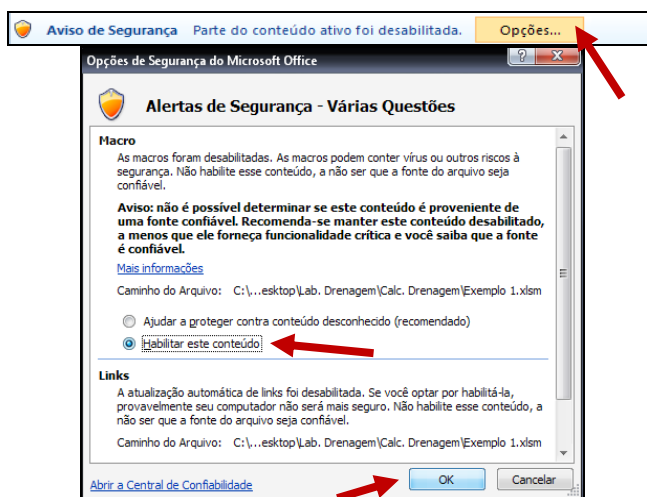 Aviso de Segurança Parte do conteúdo ativo foi desabilitada. Opções...
Opções de Segurança do Microsoft Office
Alertas de Segurança - Várias Questões
Macro
As macros foram desabilitadas. As macros podem conter vírus ou outros riscos à
segurança. Não habilite esse conteúdo, a não ser que a fonte do arquivo seja
confiável.
Aviso: não é possível determinar se este conteúdo é proveniente de
uma fonte confiável. Recomenda-se manter este conteúdo desabilitado,
a menos que ele forneça funcionalidade crítica e você saiba que a fonte
é confiável.
Mais informações
Caminho do Arquivo: C:\...esktop\Lab. Drenagem\Calc. Drenagem\Exemplo 1.xlsm
Ajudar a proteger contra conteúdo desconhecido (recomendado)
Habilitar este conteúdo
Links
A atualização automática de links foi desabilitada. Se você optar por habilitá-la,
provavelmente seu computador não será mais seguro. Não habilite esse conteúdo, a
não ser que a fonte do arquivo seja confiável.
Caminho do Arquivo: C:\...esktop\Lab. Drenagem\Calc. Drenagem\Exemplo 1.xlsm
Abrir a Central de Confiabilidade OK Cancelar